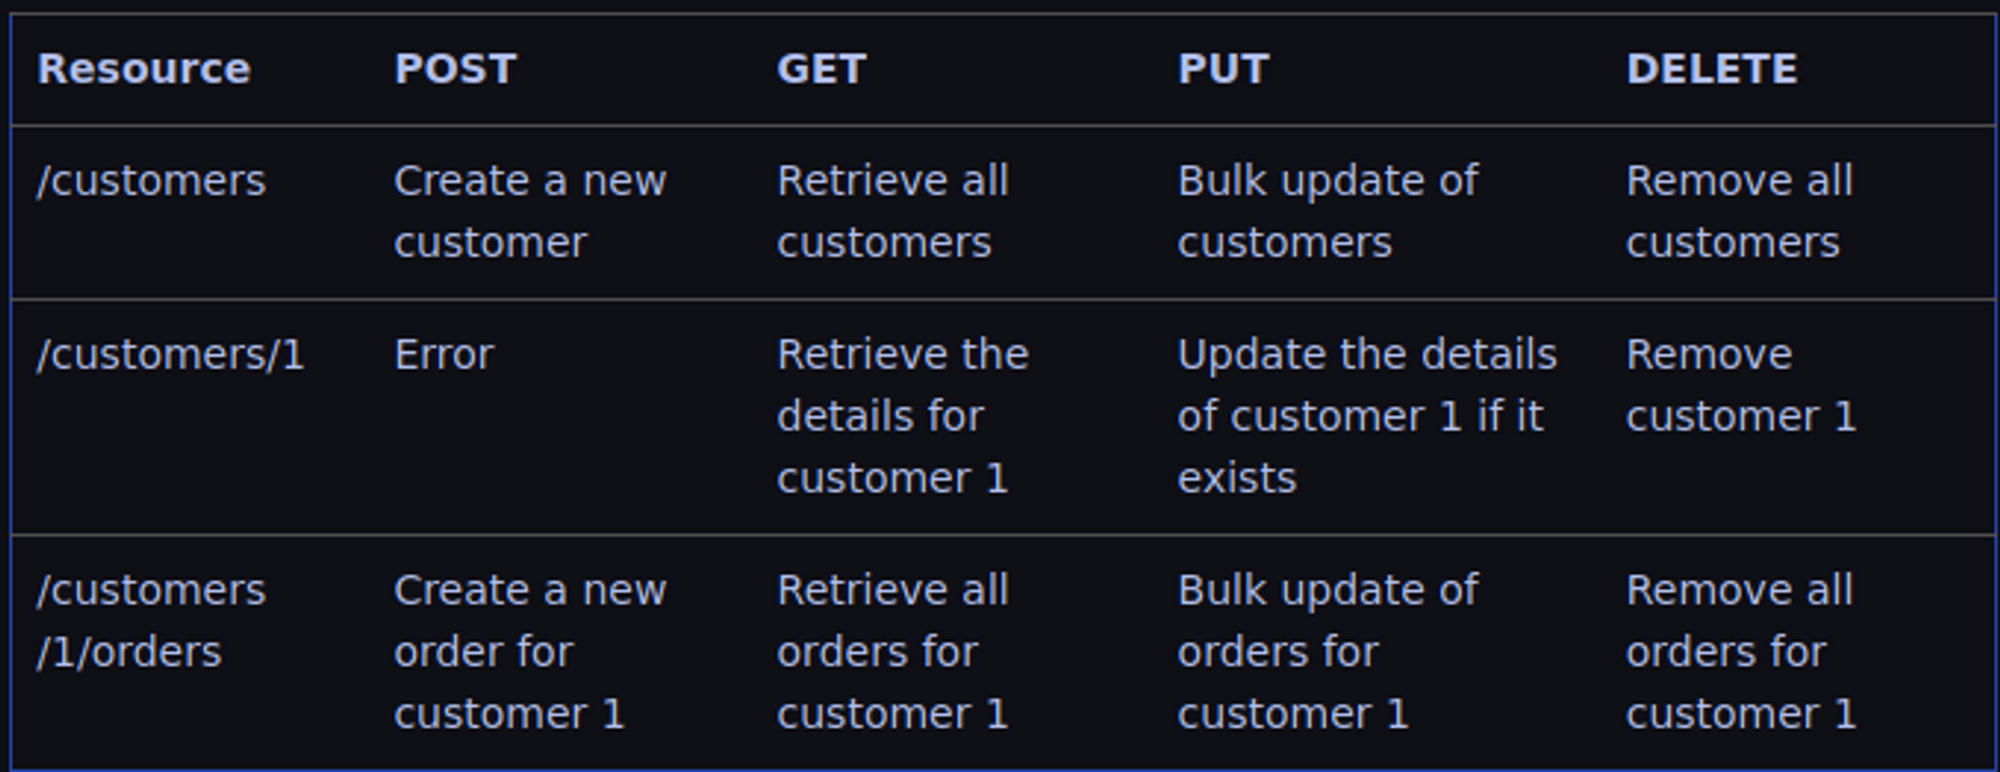 Resource POST GET PUT DELETE
/customers Create a new Retrieve all Bulk update of Remove all
customer customers customers customers
/customers/1 Error Retrieve the Update the details Remove
details for of customer 1 if it customer 1
customer 1 exists
/customers Create a new Retrieve all Bulk update of Remove all
/1/orders order for orders for orders for orders for
customer 1 customer 1 customer 1 customer 1